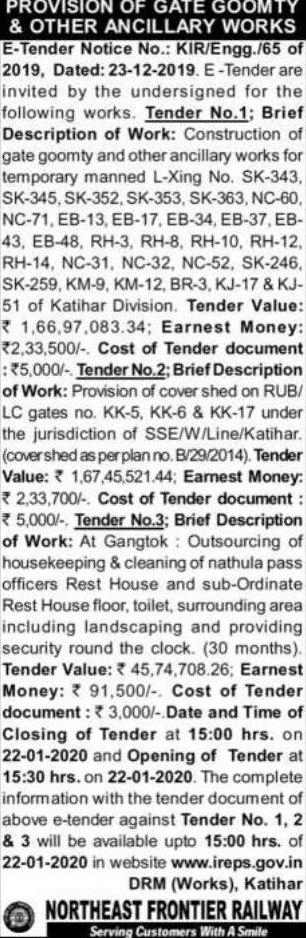 PROVISION OF GATE GOOMTY
& OTHER ANCILLARY WORKS
E-Tender Notice No.: KIR/Engg./65 of
2019, Dated: 23-12-2019. E -Tender are
invited by the undersigned for the
following works. Tender No.1; Brief
Description of Work: Construction of
gate goomty and other ancillary works for
temporary manned L-Xing No. SK-343,
SK-345, SK-352, SK-353, SK-363, NC-60,
NC-71, EB-13, EB-17, EB-34, EB-37, EB-
43, EB-48, RH-3, RH-8, RH-10, RH-12,
RH-14, NC-31, NC-32, NC-52, SK-246,
SK-259, KM-9, KM-12, BR-3, KJ-17 & KJ-
51 of Katihar Division. Tender Value:
₹ 1,66,97,083.34; Earnest Money:
₹2,33,500/-. Cost of Tender document
: ₹5,000/-. Tender No.2; Brief Description
of Work: Provision of cover shed on RUB/
LC gates no. KK-5, KK-6 & KK-17 under
the jurisdiction of SSE/W/Line/Katihar.
(cover shed as per plan no. B/29/2014). Tender
Value: ₹ 1,67,45,521.44; Earnest Money:
₹ 2,33,700/-. Cost of Tender document :
₹ 5,000/-. Tender No.3; Brief Description
of Work: At Gangtok : Outsourcing of
housekeeping & cleaning of nathula pass
officers Rest House and sub-Ordinate
Rest House floor, toilet, surrounding area
including landscaping and providing
security round the clock. (30 months).
Tender Value: ₹ 45,74,708.26; Earnest
Money: ₹ 91,500/-. Cost of Tender
document : ₹ 3,000/-.Date and Time of
Closing of Tender at 15:00 hrs. on
22-01-2020 and Opening of Tender at
15:30 hrs. on 22-01-2020. The complete
information with the tender document of
above e-tender against Tender No. 1, 2
& 3 will be available upto 15:00 hrs. of
22-01-2020 in website www.ireps.gov.in
DRM (Works), Katihar
NORTHEAST FRONTIER RAILWAY
Serving Customers With A Smile